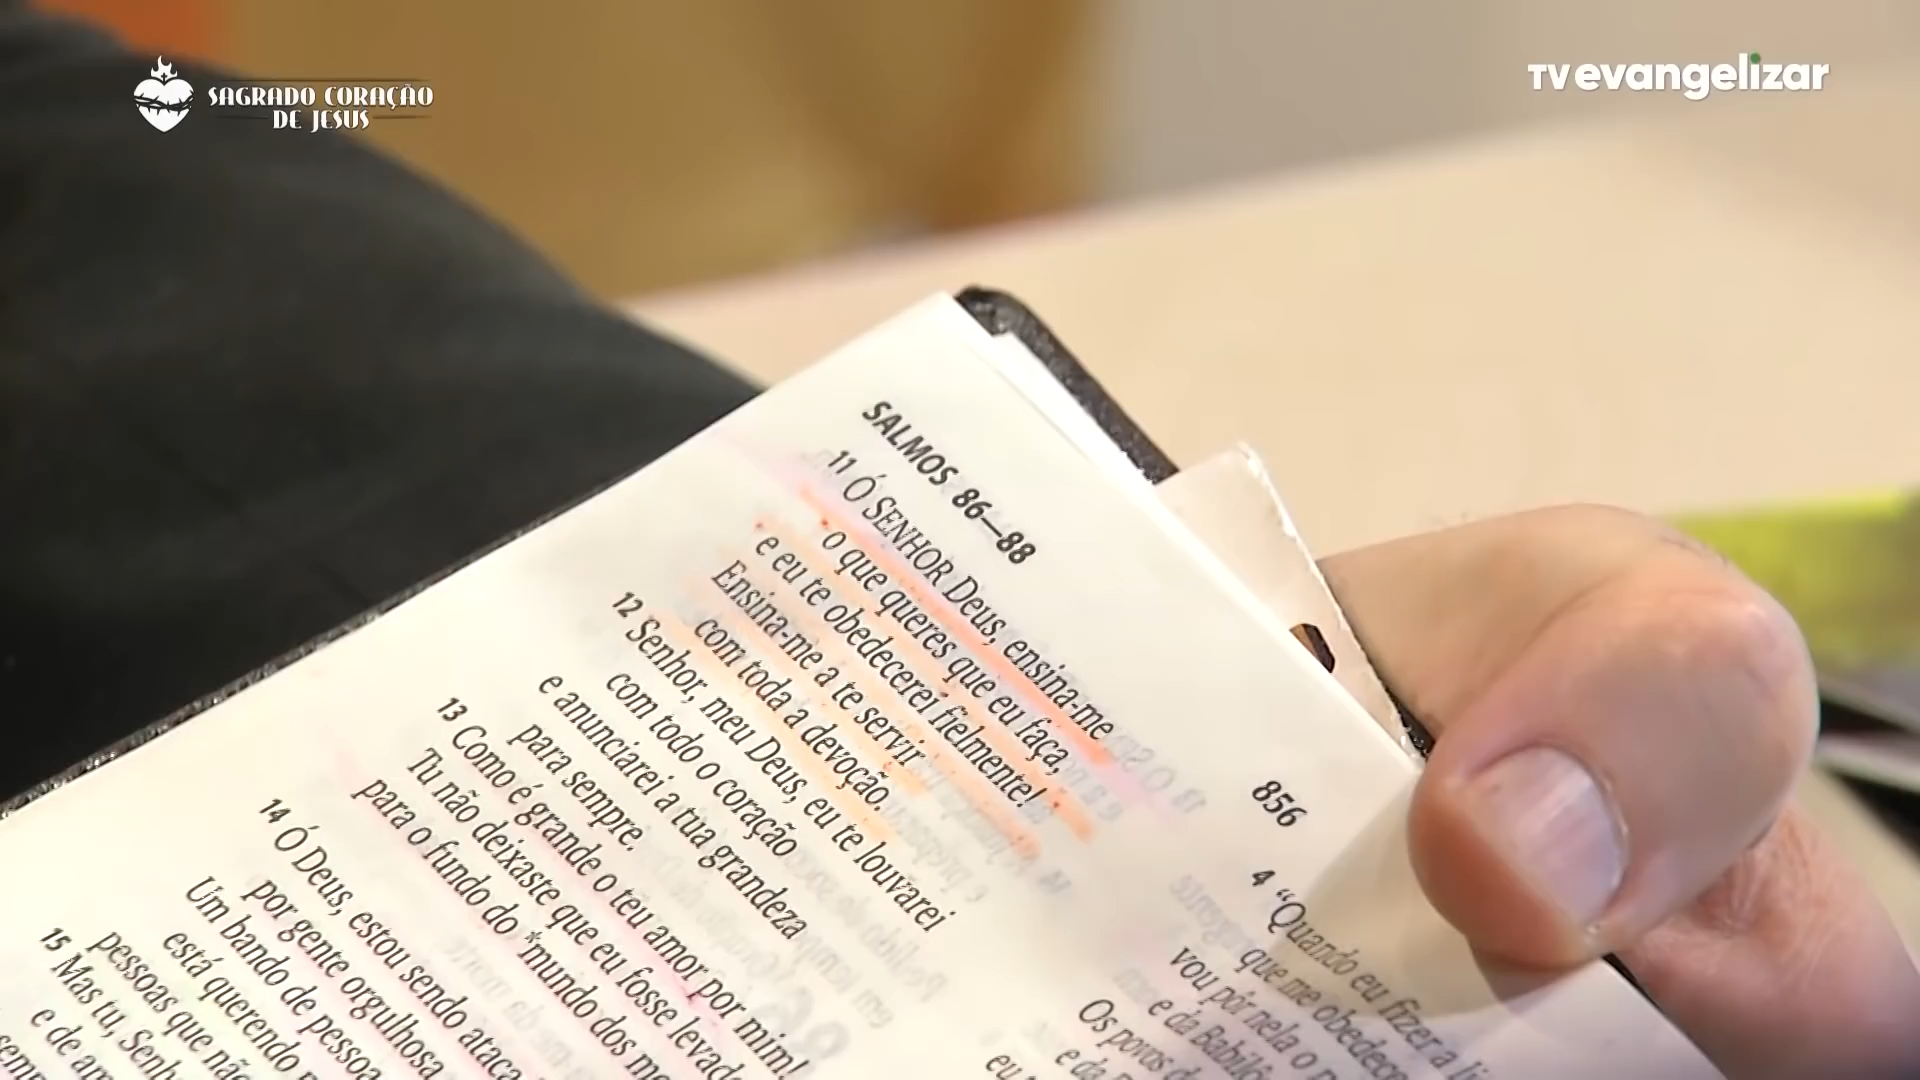 SAGRADO CORAÇÃO
DE JESUS
TVevangelizar
SALMOS 86—88
856
11 Ó SENHOR Deus, ensina-me
o que queres que eu faça,
e eu te obedecerei fielmente!
Ensina-me a te servir
com toda a devoção.
12 Senhor, meu Deus, eu te louvarei
com todo o coração
e anunciarei a tua grandeza
para sempre.
13 Como é grande o teu amor por mim!
Tu não deixaste que eu fosse levado
para o fundo do *mundo dos
14 Ó Deus, estou sendo
por gente orgulhosa
Um bando de
está querendo
pessoas que não
15 Mas tu,
e de
4 “Quando eu fizer a
que me
vou pôr nela o
e da
Os povos
e da
eu